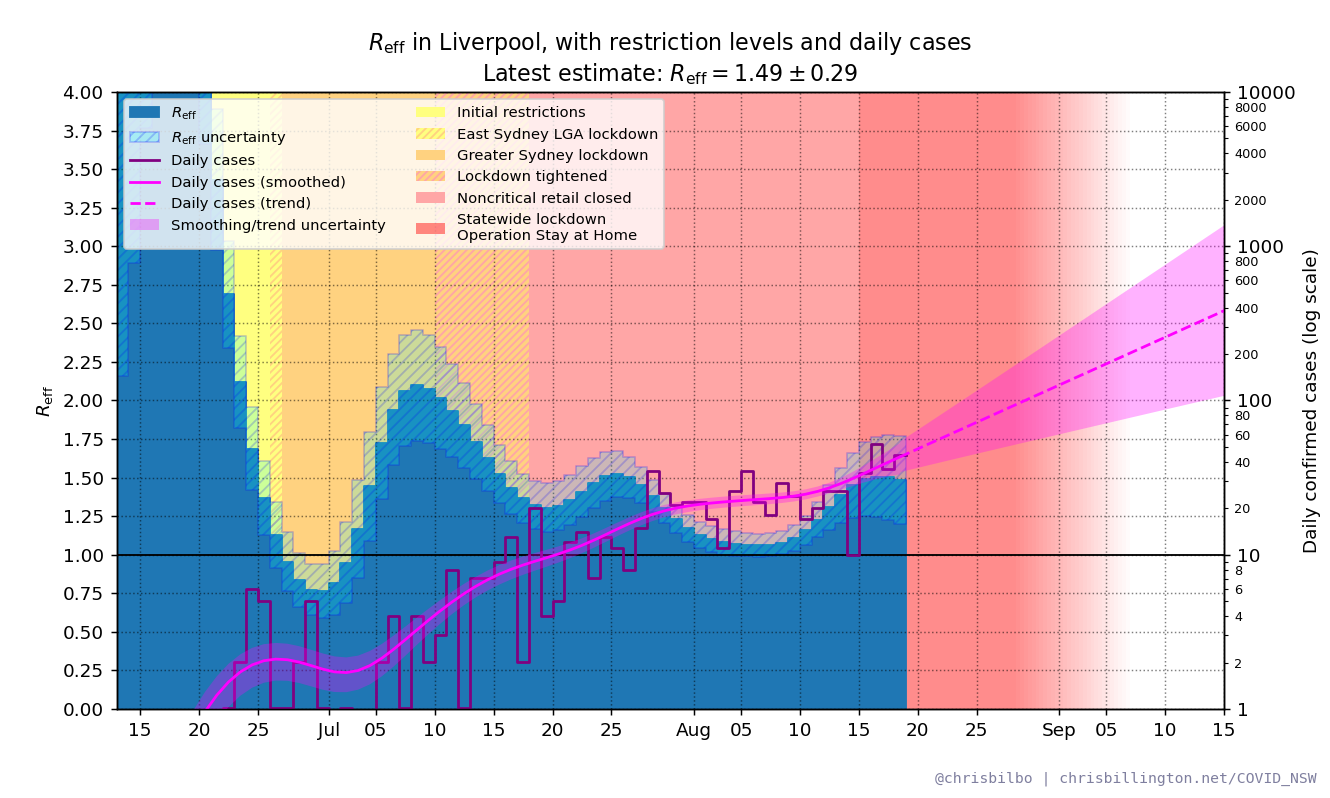 Reff in Liverpool, with restriction levels and daily cases
Latest estimate: Reff = 1.49 ± 0.29
Reff
Reff uncertainty
Daily cases
Daily cases (smoothed)
Daily cases (trend)
Smoothing/trend uncertainty
Initial restrictions
East Sydney LGA lockdown
Greater Sydney lockdown
Lockdown tightened
Noncritical retail closed
Statewide lockdown
Operation Stay at Home
Reff
4.00
3.75
3.50
3.25
3.00
2.75
2.50
2.25
2.00
1.75
1.50
1.25
1.00
0.75
0.50
0.25
0.00
15 20 25 Jul 05 10 15 20 25 Aug 05 10 15 20 25 Sep 05 10 15
10000
8000
6000
4000
2000
1000
800
600
400
200
100
80
60
40
20
10
8
6
4
2
1
Daily confirmed cases (log scale)
@chrisbilbo | chrisbillington.net/COVID_NSW